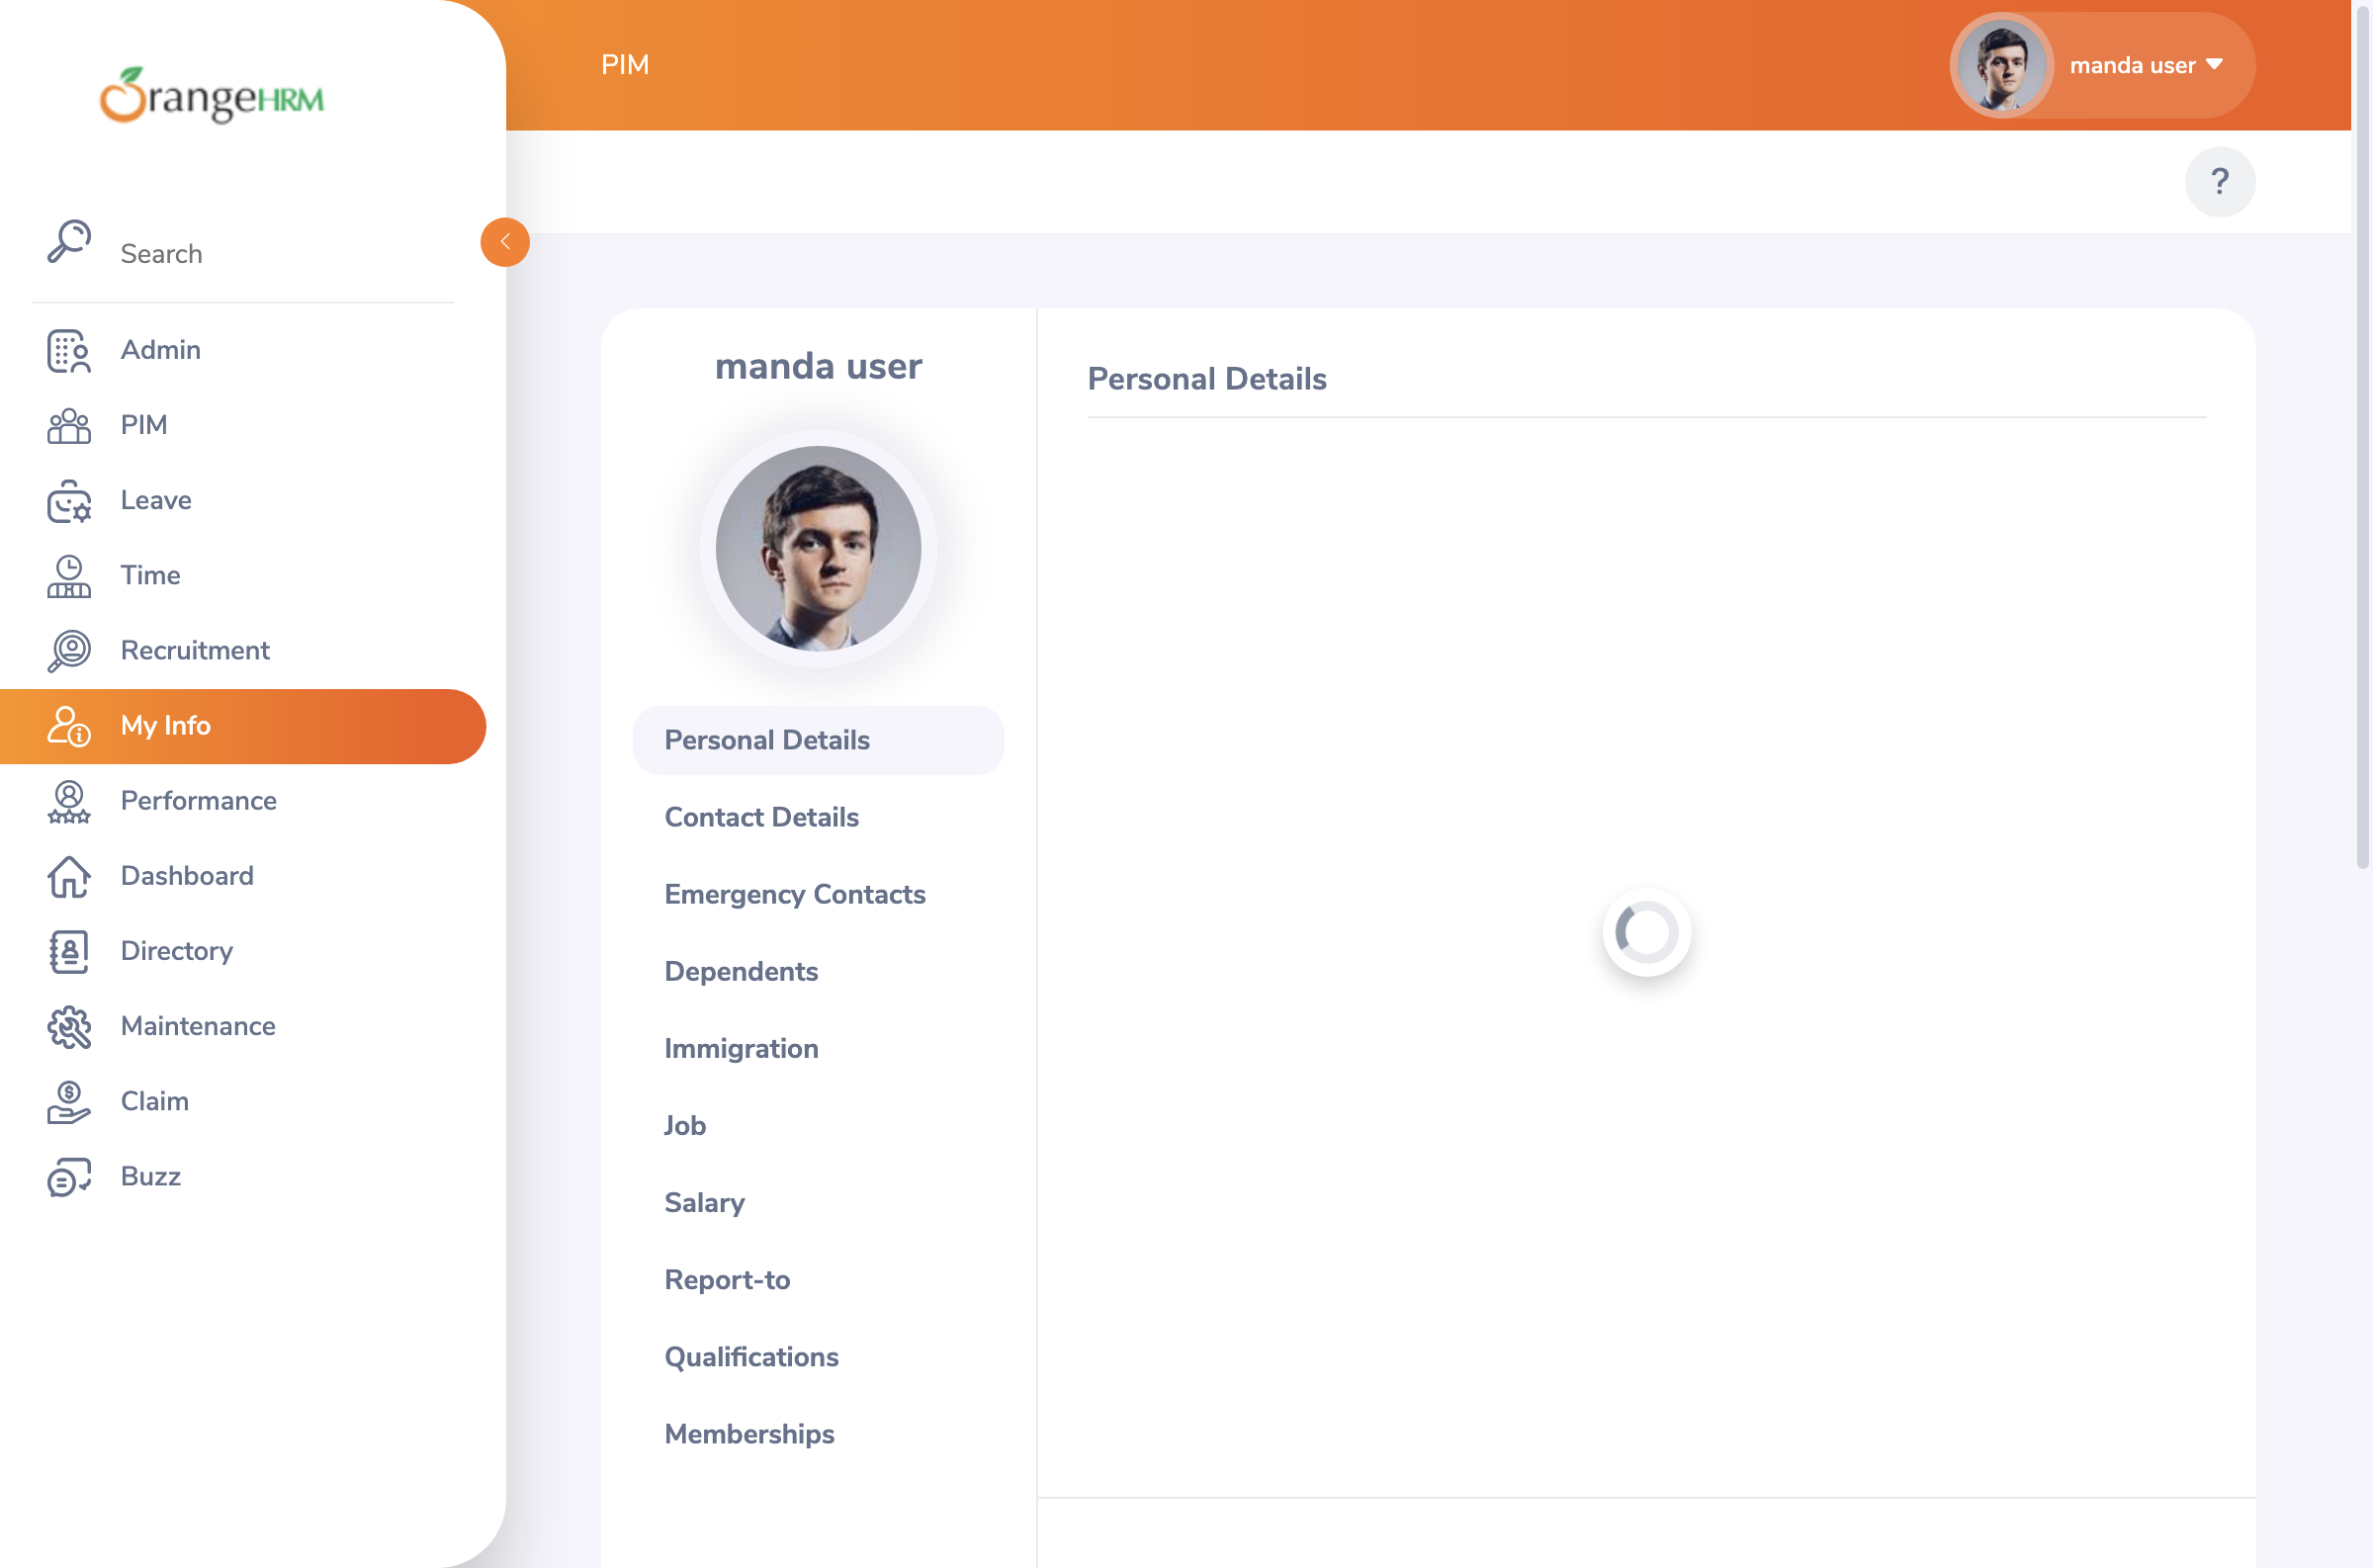 OrangeHRM
Search
Admin
PIM
Leave
Time
Recruitment
My Info
Performance
Dashboard
Directory
Maintenance
Claim
Buzz
PIM
manda user
?
manda user
Personal Details
Contact Details
Emergency Contacts
Dependents
Immigration
Job
Salary
Report-to
Qualifications
Memberships
Personal Details